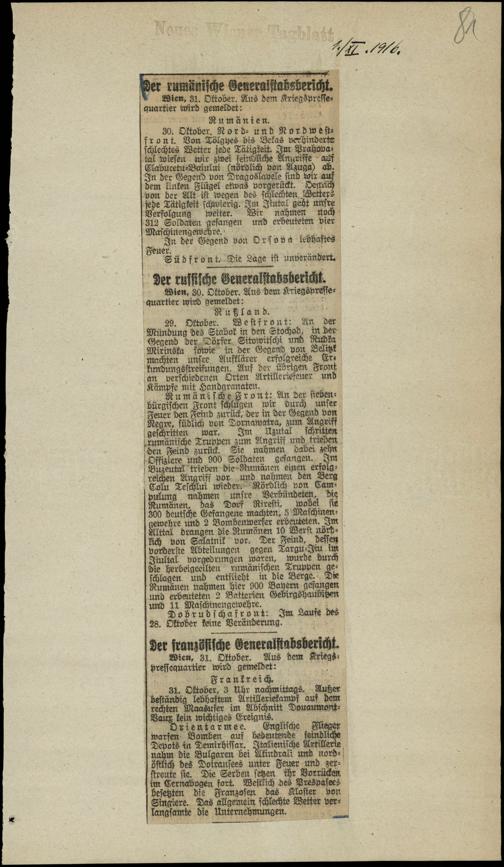 81
Neues Wiener Tagblatt
1./XI. 1916.
Der rumänische Generalstabsbericht.
Wien, 31. Oktober. Aus dem Kriegspresse-
quartier wird gemeldet:
Rumänien.
30. Oktober. Nord- und Nordwest-
front. Von Tölgyes bis Bekas verhinderte
schlechtes Wetter jede Tätigkeit. Im Prahova-
tal wiesen wir zwei feindliche Angriffe auf
Clabucetu-Baiului (nördlich von Azuga) ab.
In der Gegend von Dragoslavele sind wir auf
dem linken Flügel etwas vorgerückt. Oestlich
von der Alt ist wegen des schlechten Wetters
jede Tätigkeit schwierig. Im Jiutal geht unsre
Verfolgung weiter. Wir nahmen noch
312 Soldaten gefangen und erbeuteten vier
Maschinengewehre.
In der Gegend von Orsova lebhaftes
Feuer.
Südfront. Die Lage ist unverändert.
Der russische Generalstabsbericht.
Wien, 30. Oktober. Aus dem Kriegspresse-
quartier wird gemeldet:
Rußland.
29. Oktober. Westfront: An der
Mündung des Stabok in den Stochod, in der
Gegend der Dörfer Sitowitschi und Rudka
Mirinska sowie in der Gegend von Welitzk
machten unsre Aufklärer erfolgreiche Er-
kundungsstreifungen. Auf der übrigen Front
an verschiedenen Orten Artilleriefeuer und
Kämpfe mit Handgranaten.
Rumänische Front: An der sieben-
bürgischen Front schlugen wir durch unser
Feuer den Feind zurück, der in der Gegend von
Negre, südlich von Dornawatra, zum Angriff
geschritten war. Im Uzutal schritten
rumänische Truppen zum Angriff und trieben
den Feind zurück. Sie nahmen dabei zehn
Offiziere und 900 Soldaten gefangen. Im
Buzeutal trieben die Rumänen einen erfolg-
reichen Angriff vor und nahmen den Berg
Colu Teschlui wieder. Nördlich von Cam-
pulung nahmen unsre Verbündeten, die
Rumänen, das Dorf Riresti, wobei sie
300 deutsche Gefangene machten, 5 Maschinen-
gewehre und 2 Bombenwerfer erbeuteten. Im
Alttal drangen die Rumänen 10 Werst nörd-
lich von Salatnik vor. Der Feind, dessen
vorderste Abteilungen gegen Targu-Jiu im
Jiultal vorgedrungen waren, wurde durch
die herbeigeeilten rumänischen Truppen ge-
schlagen und entflieht in die Berge. Die
Rumänen nahmen hier 900 Bayern gefangen
und erbeuteten 2 Batterien Gebirgshaubitzen
und 11 Maschinengewehre.
Dobrudschafront: Im Laufe des
28. Oktober keine Veränderung.
Der französische Generalstabsbericht.
Wien, 31. Oktober. Aus dem Kriegs-
pressequartier wird gemeldet:
Frankreich.
31. Oktober, 3 Uhr nachmittags. Außer
beständig lebhaftem Artilleriekampf auf dem
rechten Maasufer im Abschnitt Douaumont-
Vaux kein wichtiges Ereignis.
Orientarmee. Englische Flieger
warfen Bomben auf bedeutende feindliche
Depots in Demirhissar. Italienische Artillerie
nahm die Bulgaren bei Akindrali und nord-
östlich des Doiransees unter Feuer und zer-
streute sie. Die Serben setzen ihr Vorrücken
im Cernabogen fort. Westlich des Prespasees
besetzten die Franzosen das Kloster von
Singiere. Das allgemein schlechte Wetter ver-
langsamte die Unternehmungen.